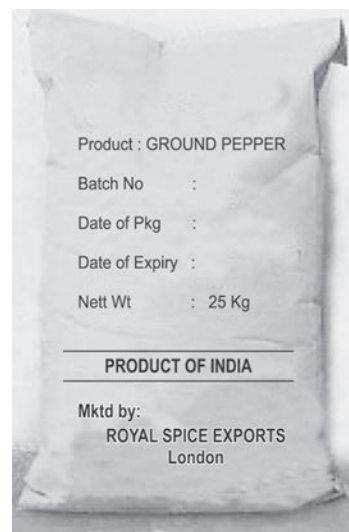 Product : GROUND PEPPER
Batch No :
Date of Pkg :
Date of Expiry :
Nett Wt : 25 Kg
PRODUCT OF INDIA
Mktd by:
ROYAL SPICE EXPORTS
London